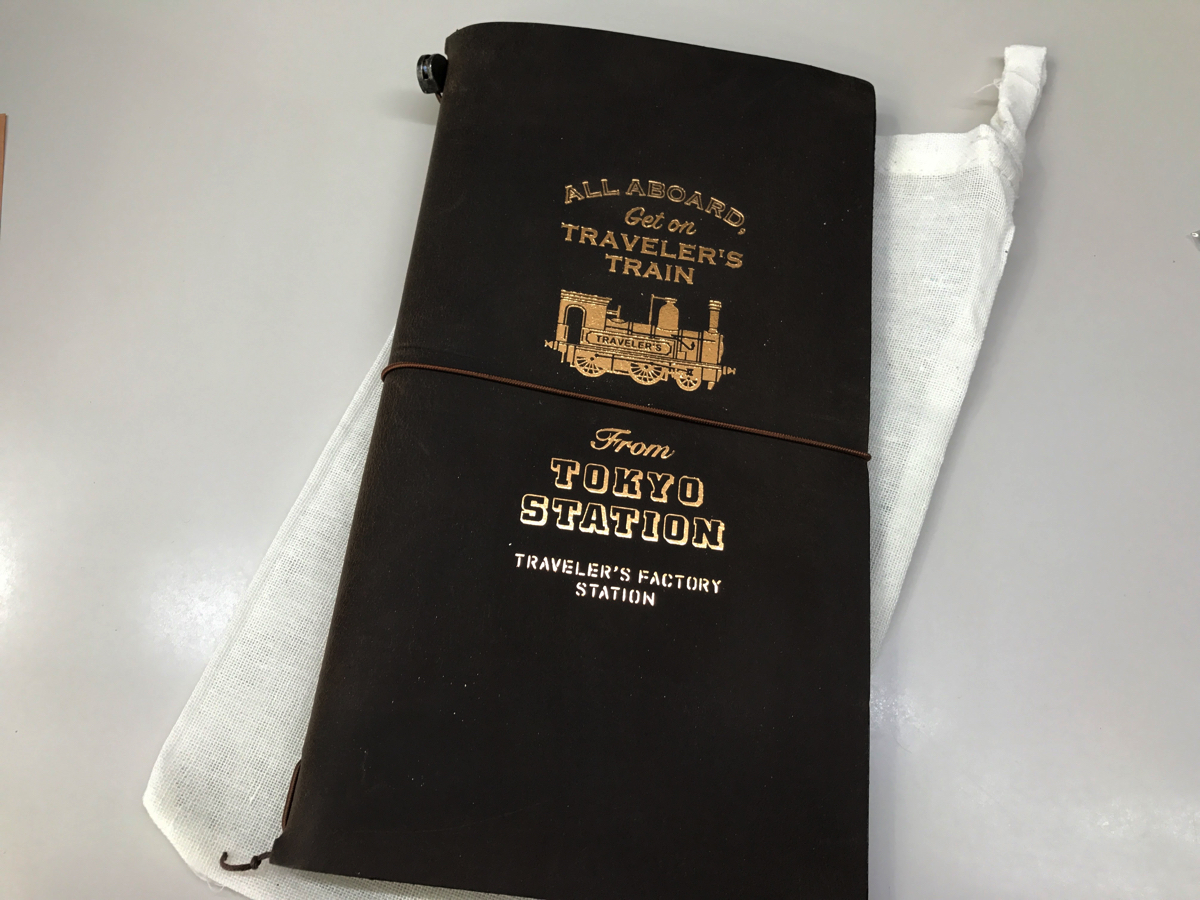 ALL ABOARD,
Get on
TRAVELER'S
TRAIN
TRAVELER'S
From
TOKYO
STATION
TRAVELER'S FACTORY
STATION